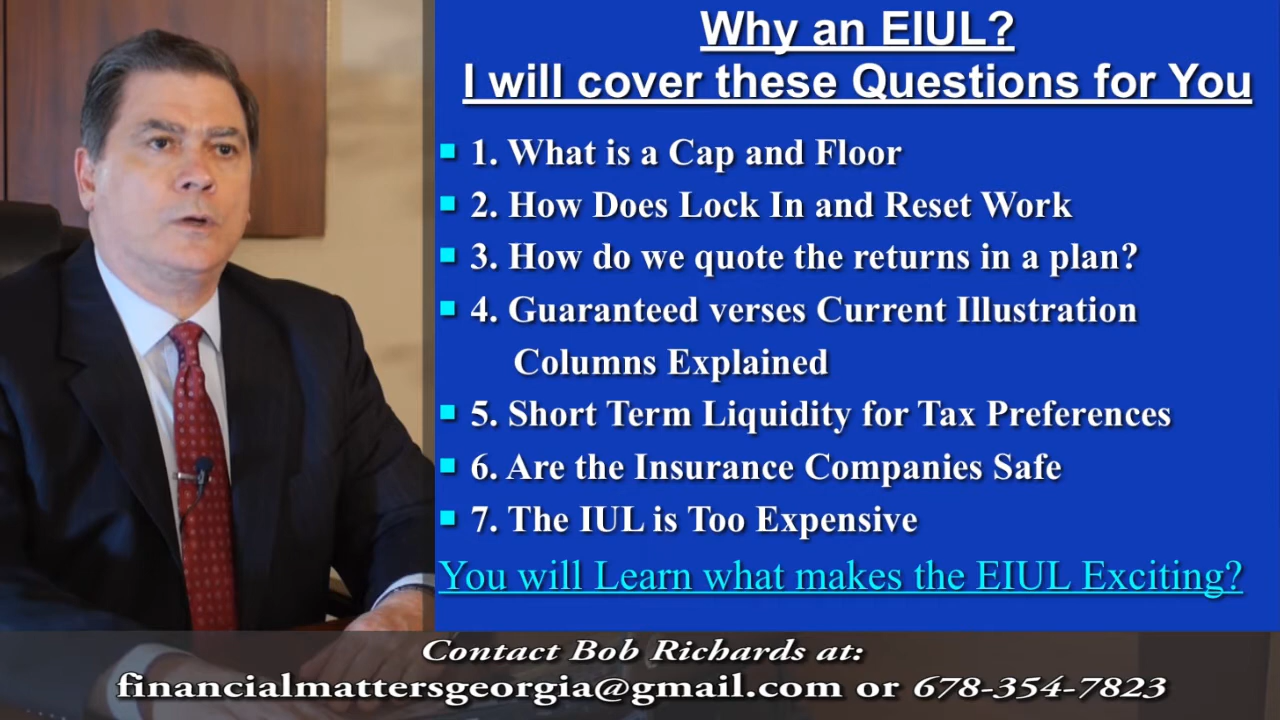 Why an EIUL?
I will cover these Questions for You
1. What is a Cap and Floor
2. How Does Lock In and Reset Work
3. How do we quote the returns in a plan?
4. Guaranteed verses Current Illustration
Columns Explained
5. Short Term Liquidity for Tax Preferences
6. Are the Insurance Companies Safe
7. The IUL is Too Expensive
You will Learn what makes the EIUL Exciting?
Contact Bob Richards at:
financialmattersgeorgia@gmail.com or 678-354-7823